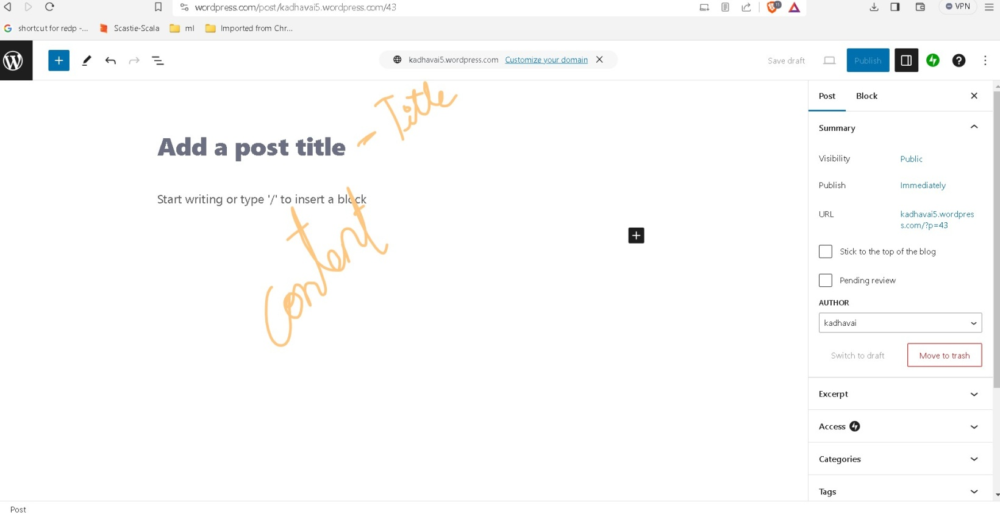 wordpress.com/post/kadhavai5.wordpress.com/43
15
VPN
shortcut for redp -...
Scastie-Scala
ml
Imported from Chr...
kadhavai5.wordpress.com Customize your domain
Save draft
Publish
Title
Add a post title
Start writing or type '/' to insert a block
Content
Post Block
Summary
Visibility Public
Publish Immediately
URL kadhavai5.wordpres
s.com/?p=43
Stick to the top of the blog
Pending review
AUTHOR
kadhavai
Switch to draft Move to trash
Excerpt
Access
Categories
Tags
Post